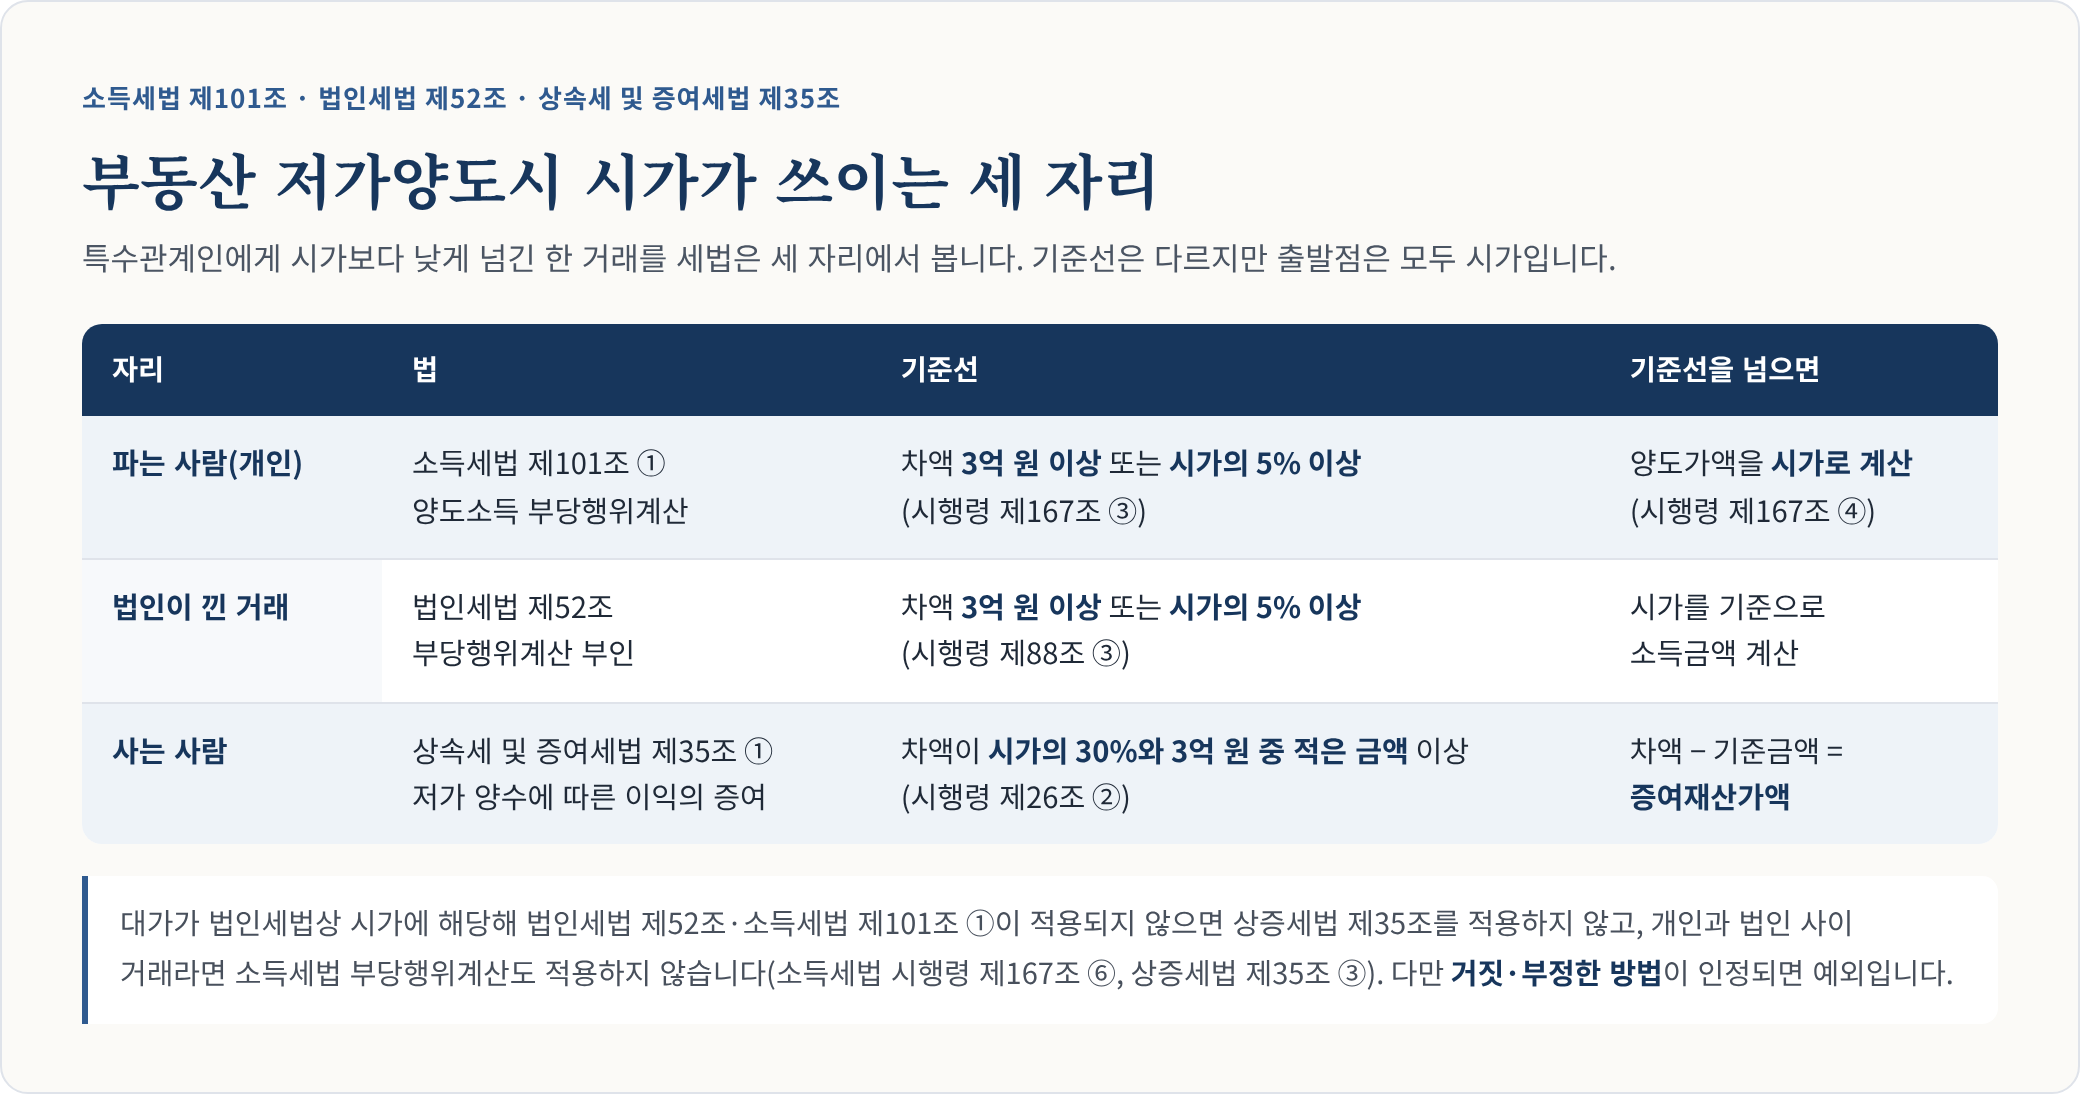 소득세법 제101조 · 법인세법 제52조 · 상속세 및 증여세법 제35조
부동산 저가양도시 시가가 쓰이는 세 자리
특수관계인에게 시가보다 낮게 넘긴 한 거래를 세법은 세 자리에서 봅니다. 기준선은 다르지만 출발점은 모두 시가입니다.
자리 법 기준선 기준선을 넘으면
파는 사람(개인) 소득세법 제101조 ① 차액 3억 원 이상 또는 시가의 5% 이상 양도가액을 시가로 계산
양도소득 부당행위계산 (시행령 제167조 ③) (시행령 제167조 ④)
법인이 낀 거래 법인세법 제52조 차액 3억 원 이상 또는 시가의 5% 이상 시가를 기준으로
부당행위계산 부인 (시행령 제88조 ③) 소득금액 계산
사는 사람 상속세 및 증여세법 제35조 ① 차액이 시가의 30%와 3억 원 중 적은 금액 이상 차액 − 기준금액 =
저가 양수에 따른 이익의 증여 (시행령 제26조 ②) 증여재산가액
대가가 법인세법상 시가에 해당해 법인세법 제52조·소득세법 제101조 ①이 적용되지 않으면 상증세법 제35조를 적용하지 않고, 개인과 법인 사이
거래라면 소득세법 부당행위계산도 적용하지 않습니다(소득세법 시행령 제167조 ⑥, 상증세법 제35조 ③). 다만 거짓·부정한 방법이 인정되면 예외입니다.